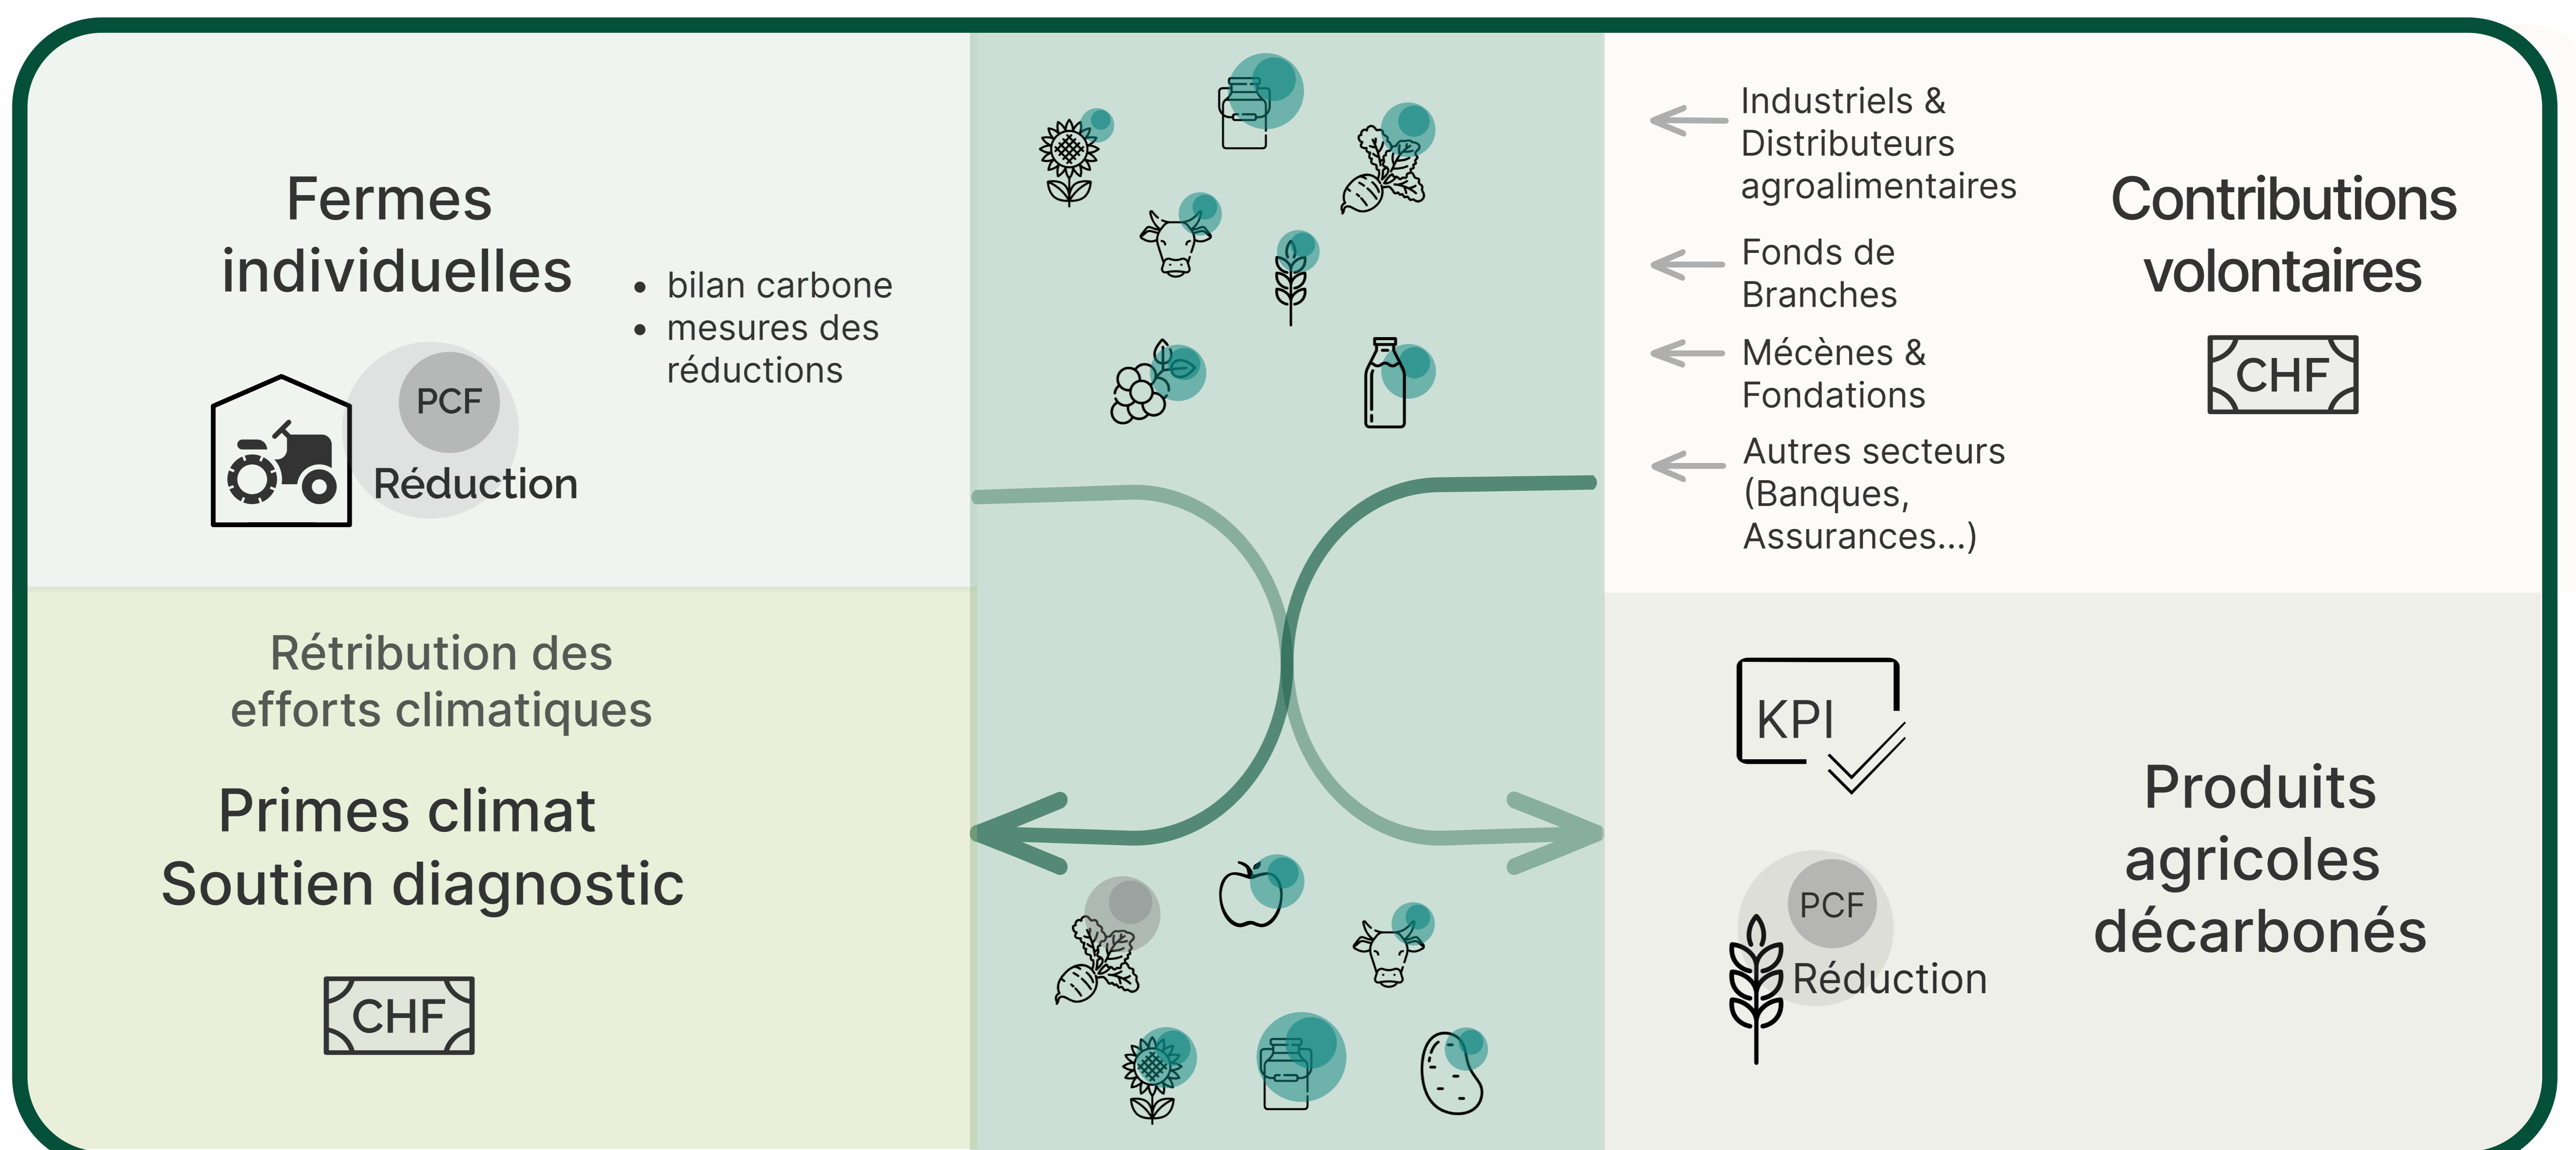 Fermes
individuelles
• bilan carbone
• mesures des
réductions
PCF
Réduction
Industriels &
Distributeurs
agroalimentaires
Fonds de
Branches
Mécènes &
Fondations
Autres secteurs
(Banques,
Assurances...)
Contributions
volontaires
CHF
Rétribution des
efforts climatiques
Primes climat
Soutien diagnostic
CHF
KPI
PCF
Réduction
Produits
agricoles
décarbonés